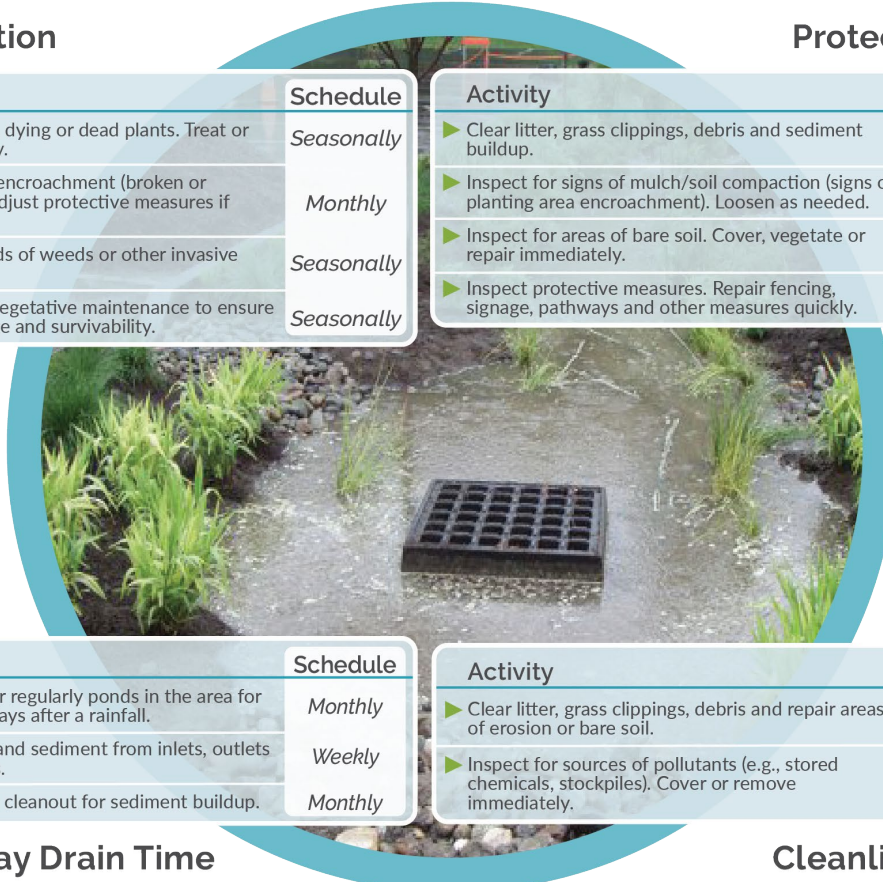 tion
Schedule
dying or dead plants. Treat or
y.
Seasonally
encroachment (broken or
djust protective measures if
Monthly
ds of weeds or other invasive
Seasonally
egetative maintenance to ensure
e and survivability.
Seasonally
Protec
Activity
Clear litter, grass clippings, debris and sediment
buildup.
Inspect for signs of mulch/soil compaction (signs o
planting area encroachment). Loosen as needed.
Inspect for areas of bare soil. Cover, vegetate or
repair immediately.
Inspect protective measures. Repair fencing,
signage, pathways and other measures quickly.
Schedule
r regularly ponds in the area for
ays after a rainfall.
Monthly
and sediment from inlets, outlets
s.
Weekly
cleanout for sediment buildup.
Monthly
ay Drain Time
Activity
Clear litter, grass clippings, debris and repair areas
of erosion or bare soil.
Inspect for sources of pollutants (e.g., stored
chemicals, stockpiles). Cover or remove
immediately.
Cleanli